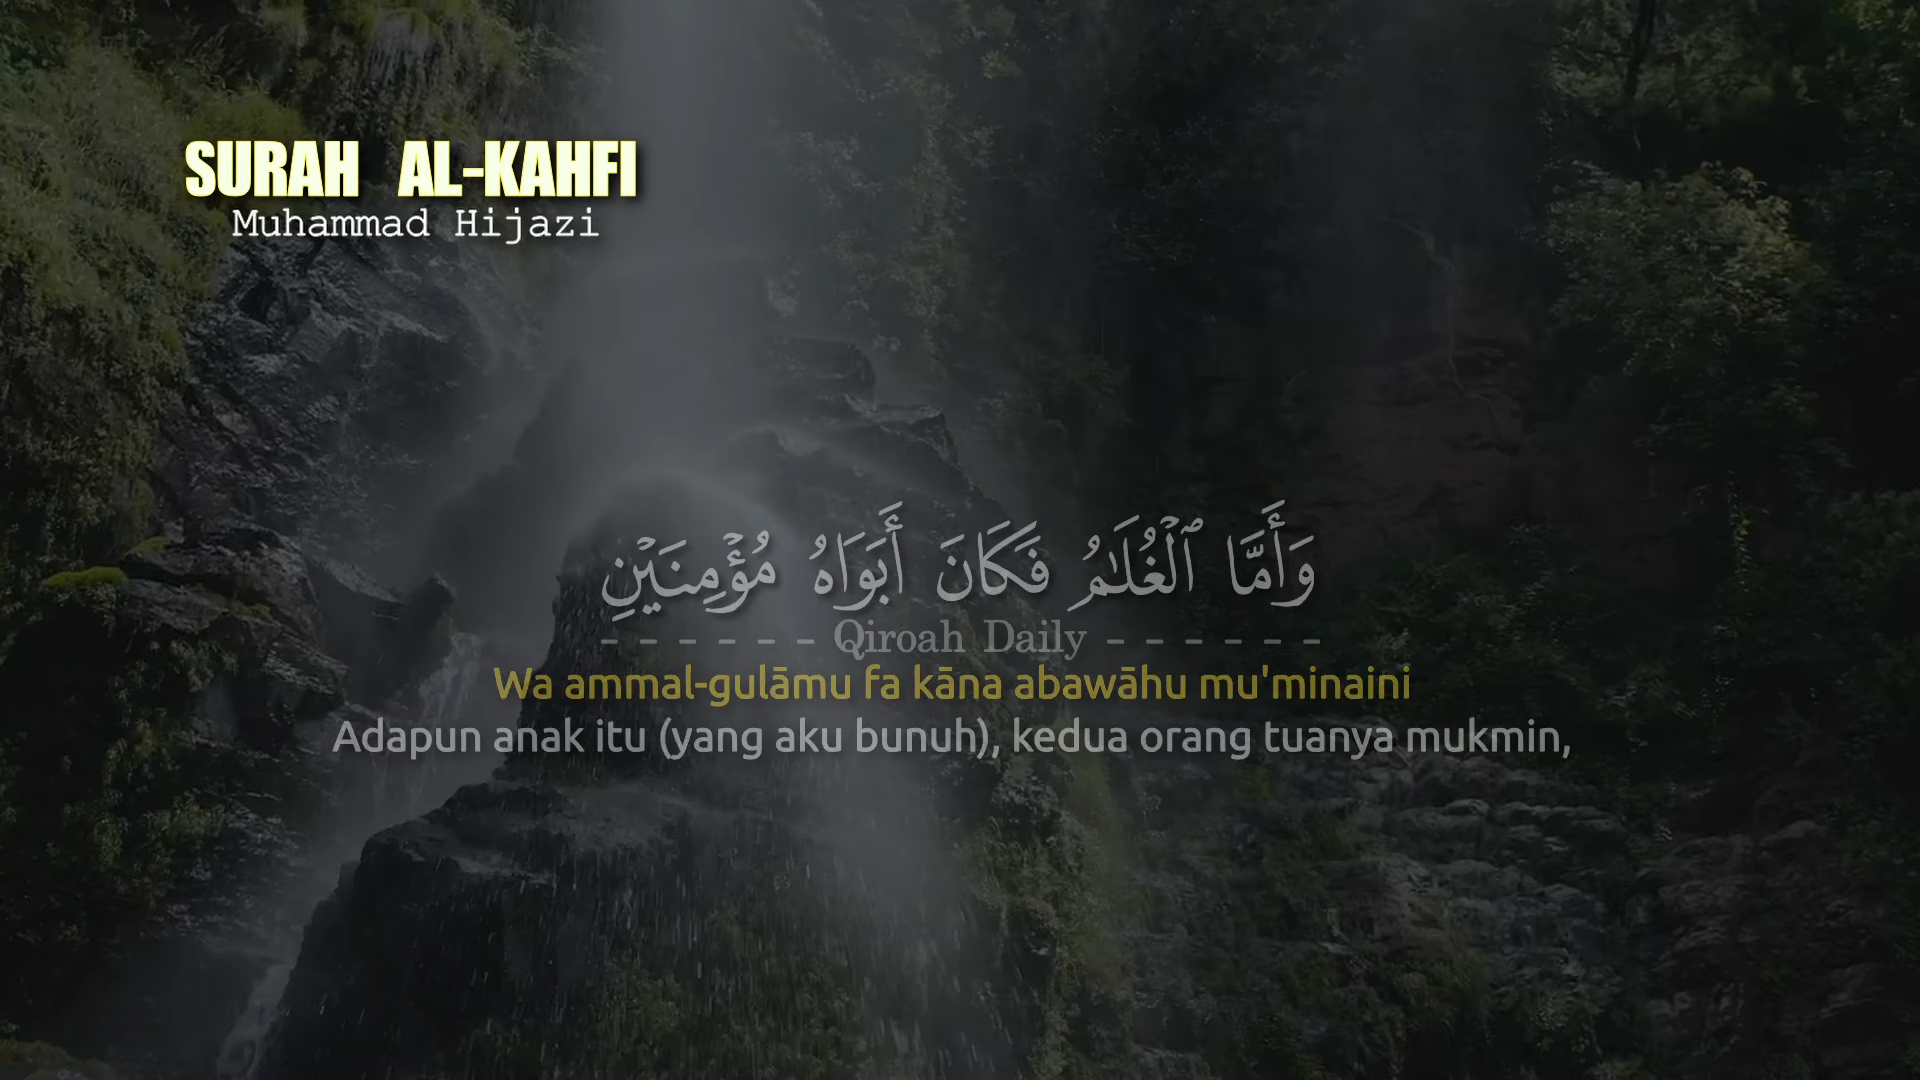 SURAH AL-KAHFI
Muhammad Hijazi
وَأَمَّا ٱلْغُلَـٰمُ فَكَانَ أَبَوَاهُ مُؤْمِنَيْنِ
- - - - - - Qiroah Daily - - - - - -
Wa ammal-gulāmu fa kāna abawāhu mu'minaini
Adapun anak itu (yang aku bunuh), kedua orang tuanya mukmin,